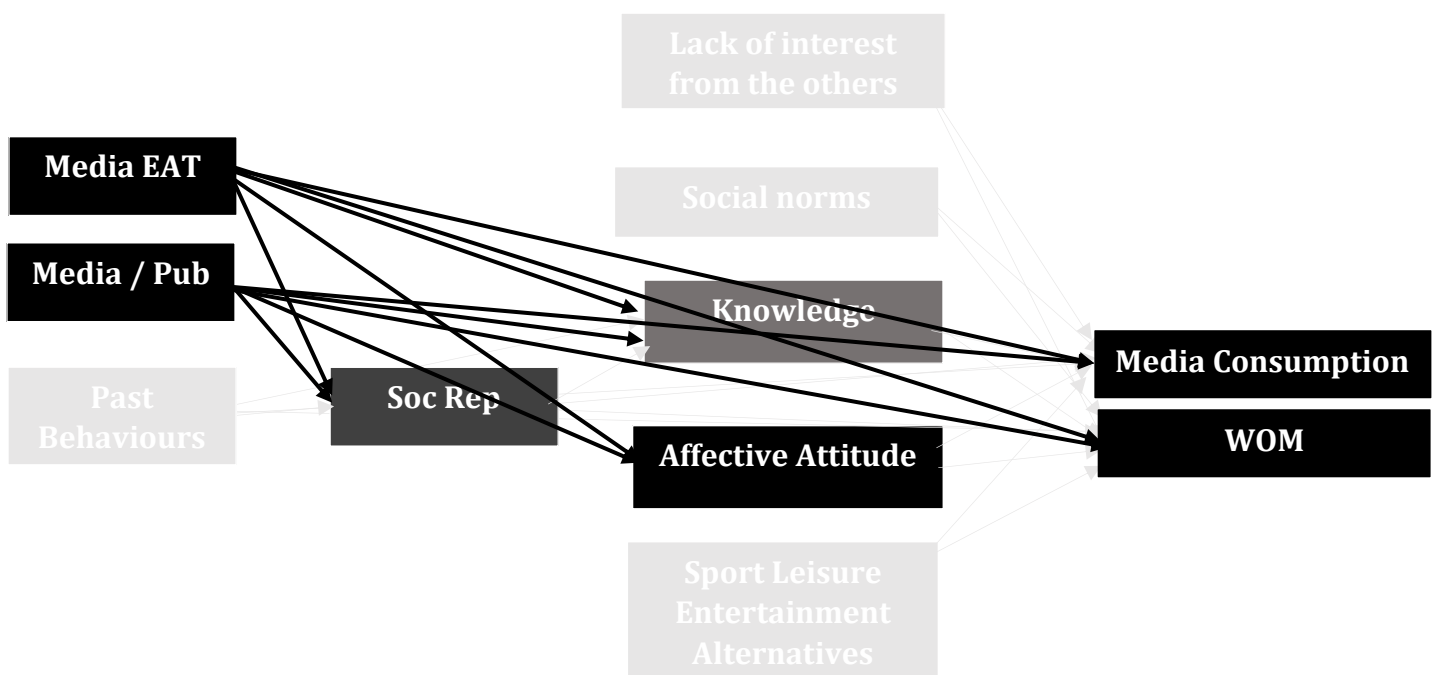 Lack of interest
from the others
Media EAT
Social norms
Media / Pub
Knowledge
Media Consumption
Past
Behaviours
Soc Rep
WOM
Affective Attitude
Sport Leisure
Entertainment
Alternatives